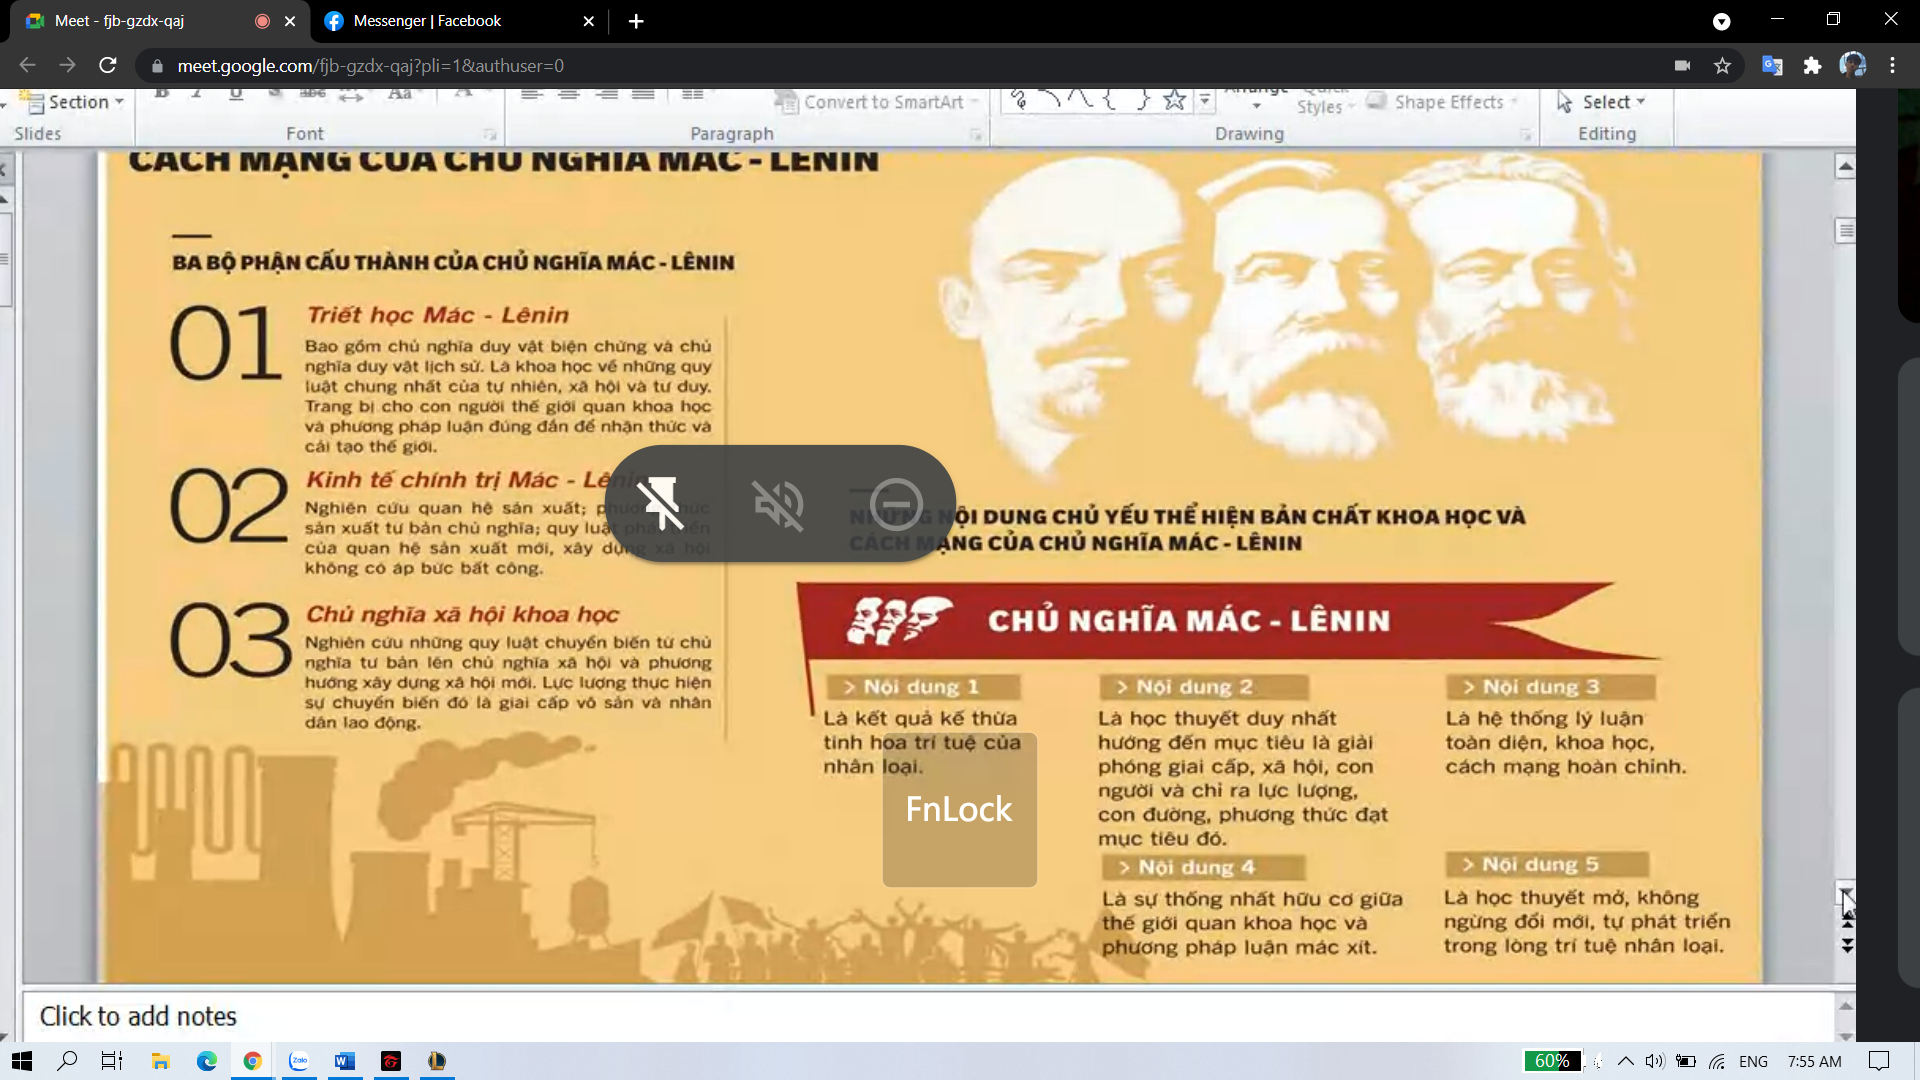 Meet - fjb-gzdx-qaj
Messenger | Facebook
meet.google.com/fjb-gzdx-qaj?pli=1&authuser=0
Section
Convert to SmartArt
Arrange
Quick
Styles
Shape Effects
Select
Slides
Font
Paragraph
Drawing
Editing
CÁCH MẠNG CỦA CHỦ NGHĨA MÁC - LÊNIN
BA BỘ PHẬN CẤU THÀNH CỦA CHỦ NGHĨA MÁC - LÊNIN
01
Triết học Mác - Lênin
Bao gồm chủ nghĩa duy vật biện chứng và chủ
nghĩa duy vật lịch sử. Là khoa học về những quy
luật chung nhất của tự nhiên, xã hội và tư duy.
Trang bị cho con người thế giới quan khoa học
và phương pháp luận đúng đắn để nhận thức và
cải tạo thế giới.
02
Kinh tế chính trị Mác - Lênin
Nghiên cứu quan hệ sản xuất; phương thức
sản xuất tư bản chủ nghĩa; quy luật phát triển
của quan hệ sản xuất mới, xây dựng xã hội
không có áp bức bất công.
03
Chủ nghĩa xã hội khoa học
Nghiên cứu những quy luật chuyển biến từ chủ
nghĩa tư bản lên chủ nghĩa xã hội và phương
hướng xây dựng xã hội mới. Lực lượng thực hiện
sự chuyển biến đó là giai cấp vô sản và nhân
dân lao động.
NHỮNG NỘI DUNG CHỦ YẾU THỂ HIỆN BẢN CHẤT KHOA HỌC VÀ
CÁCH MẠNG CỦA CHỦ NGHĨA MÁC - LÊNIN
CHỦ NGHĨA MÁC - LÊNIN
> Nội dung 1
Là kết quả kế thừa
tinh hoa trí tuệ của
nhân loại.
> Nội dung 2
Là học thuyết duy nhất
hướng đến mục tiêu là giải
phóng giai cấp, xã hội, con
người và chỉ ra lực lượng,
con đường, phương thức đạt
mục tiêu đó.
> Nội dung 3
Là hệ thống lý luận
toàn diện, khoa học,
cách mạng hoàn chỉnh.
> Nội dung 4
Là sự thống nhất hữu cơ giữa
thế giới quan khoa học và
phương pháp luận mác xít.
> Nội dung 5
Là học thuyết mở, không
ngừng đổi mới, tự phát triển
trong lòng trí tuệ nhân loại.
FnLock
Click to add notes
60%
ENG
7:55 AM